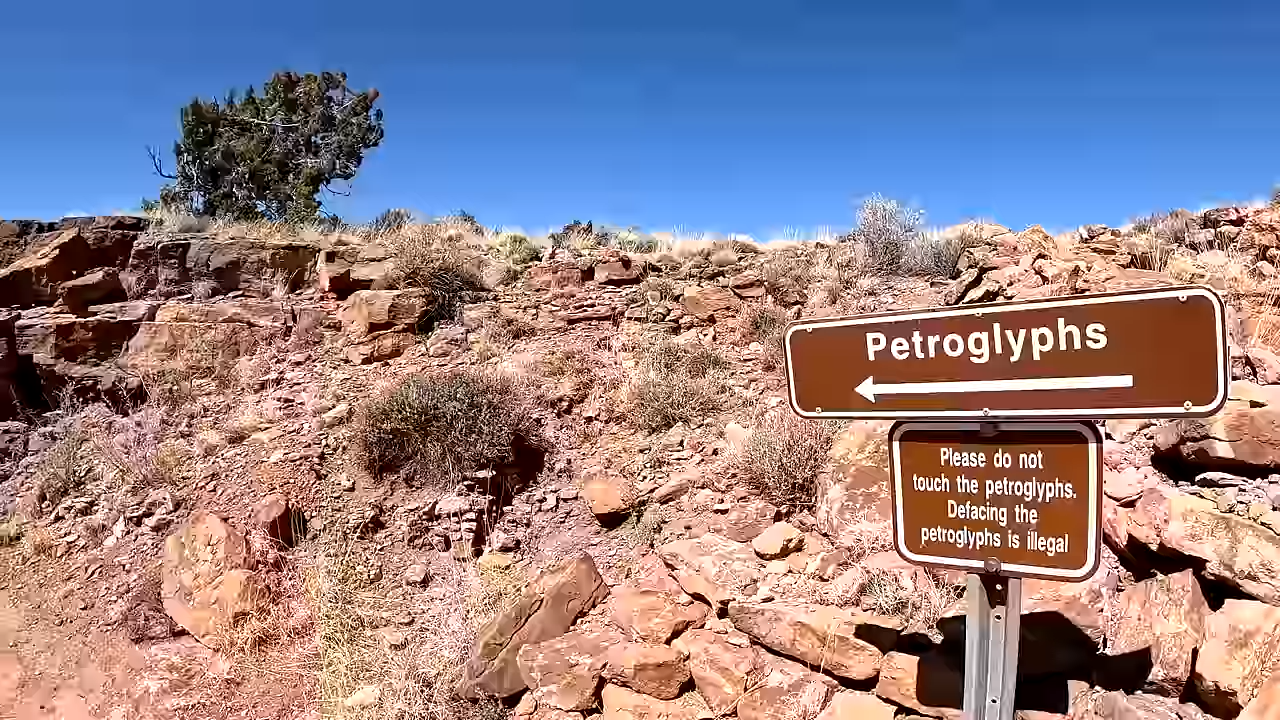 Petroglyphs
Please do not
touch the petroglyphs.
Defacing the
petroglyphs is illegal